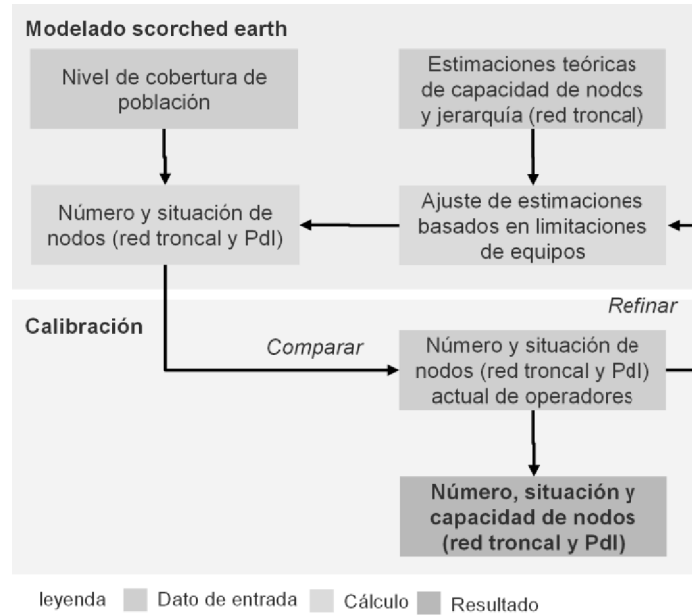 Modelado scorched earth
Nivel de cobertura de
población
Estimaciones teóricas
de capacidad de nodos
y jerarquía (red troncal)
Número y situación de
nodos (red troncal y PdI)
Ajuste de estimaciones
basados en limitaciones
de equipos
Refinar
Calibración
Comparar
Número y situación de
nodos (red troncal y PdI)
actual de operadores
Número, situación y
capacidad de nodos
(red troncal y PdI)
leyenda Dato de entrada Cálculo Resultado